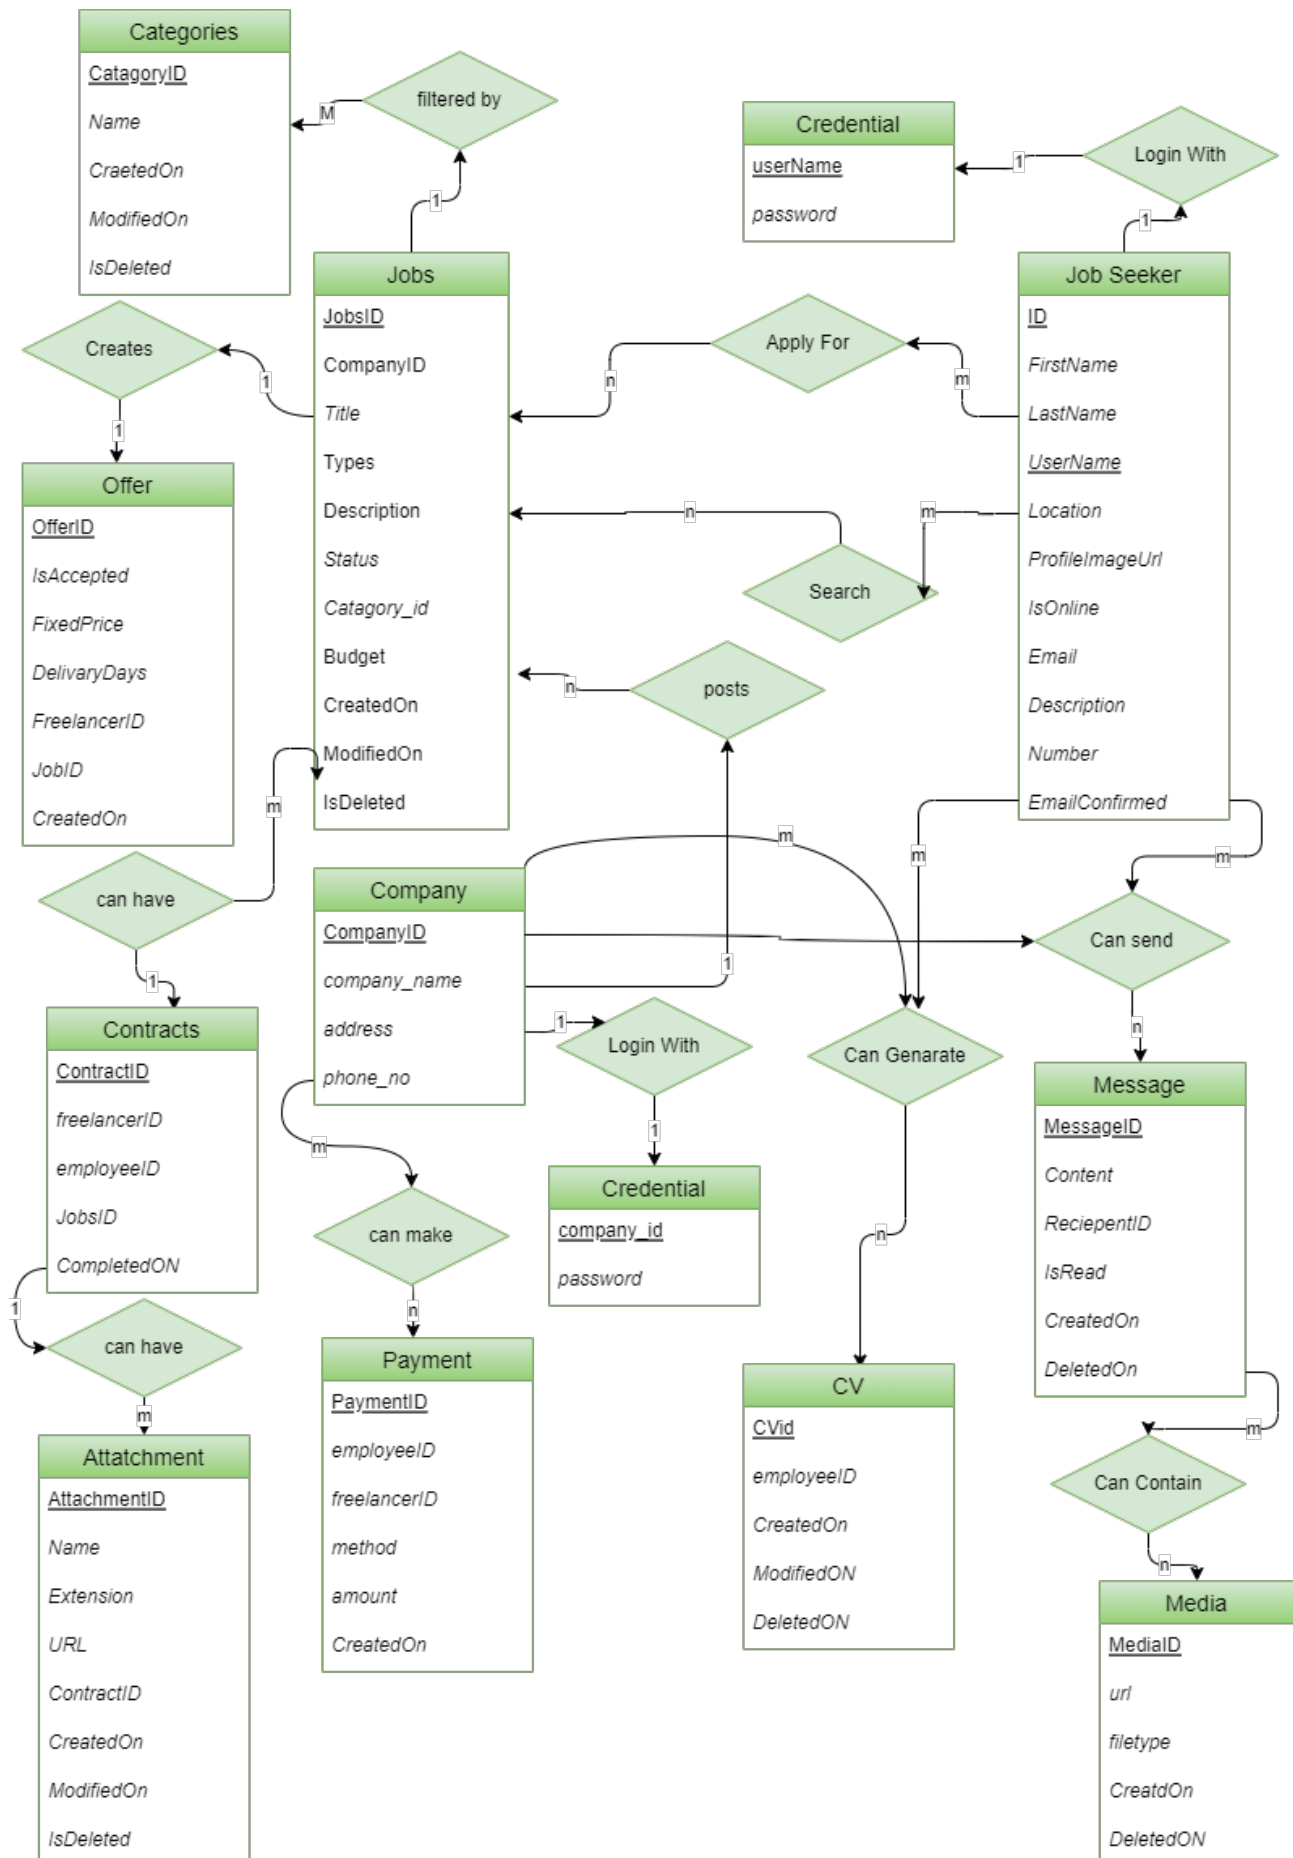 Categories
CatagoryID
Name
CraetedOn
ModifiedOn
IsDeleted
filtered by
M
1
Credential
userName
password
Login With
1
1
Jobs
JobsID
CompanyID
Title
Types
Description
Status
Catagory_id
Budget
CreatedOn
ModifiedOn
IsDeleted
Job Seeker
ID
FirstName
LastName
UserName
Location
ProfileImageUrl
IsOnline
Email
Description
Number
EmailConfirmed
Creates
1
1
Apply For
n
m
Search
n
m
posts
n
1
Offer
OfferID
IsAccepted
FixedPrice
DelivaryDays
FreelancerID
JobID
CreatedOn
can have
m
1
Company
CompanyID
company_name
address
phone_no
m
m
Can send
m
n
Contracts
ContractID
freelancerID
employeeID
JobsID
CompletedON
1
Login With
1
Can Genarate
n
Message
MessageID
Content
ReciepentID
IsRead
CreatedOn
DeletedOn
m
can make
n
Credential
company_id
password
1
can have
m
Payment
PaymentID
employeeID
freelancerID
method
amount
CreatedOn
CV
CVid
employeeID
CreatedOn
ModifiedON
DeletedON
m
Can Contain
n
Attatchment
AttachmentID
Name
Extension
URL
ContractID
CreatedOn
ModifiedOn
IsDeleted
Media
MediaID
url
filetype
CreatdOn
DeletedON